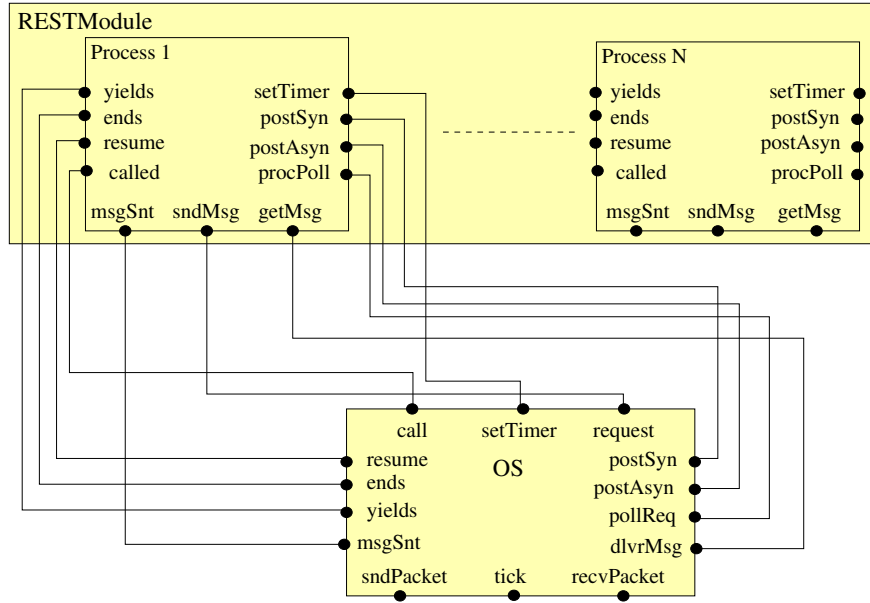 RESTModule
Process 1
yields
setTimer
ends
postSyn
resume
postAsyn
called
procPoll
msgSnt sndMsg getMsg
Process N
yields
setTimer
ends
postSyn
resume
postAsyn
called
procPoll
msgSnt sndMsg getMsg
call setTimer request
OS
resume
postSyn
ends
postAsyn
yields
pollReq
msgSnt
dlvrMsg
sndPacket tick recvPacket